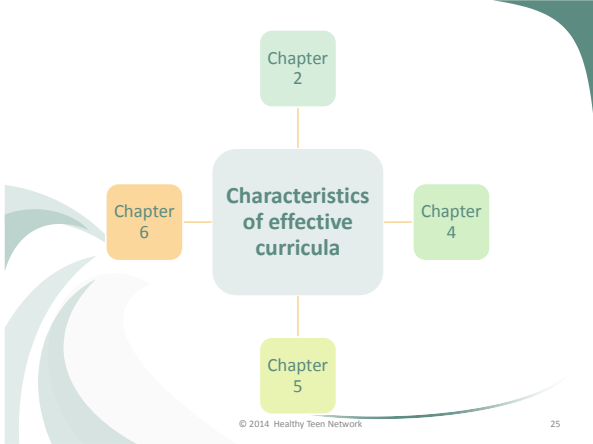 Chapter
2
Characteristics
of effective
curricula
Chapter
6
Chapter
4
Chapter
5
© 2014 Healthy Teen Network
25